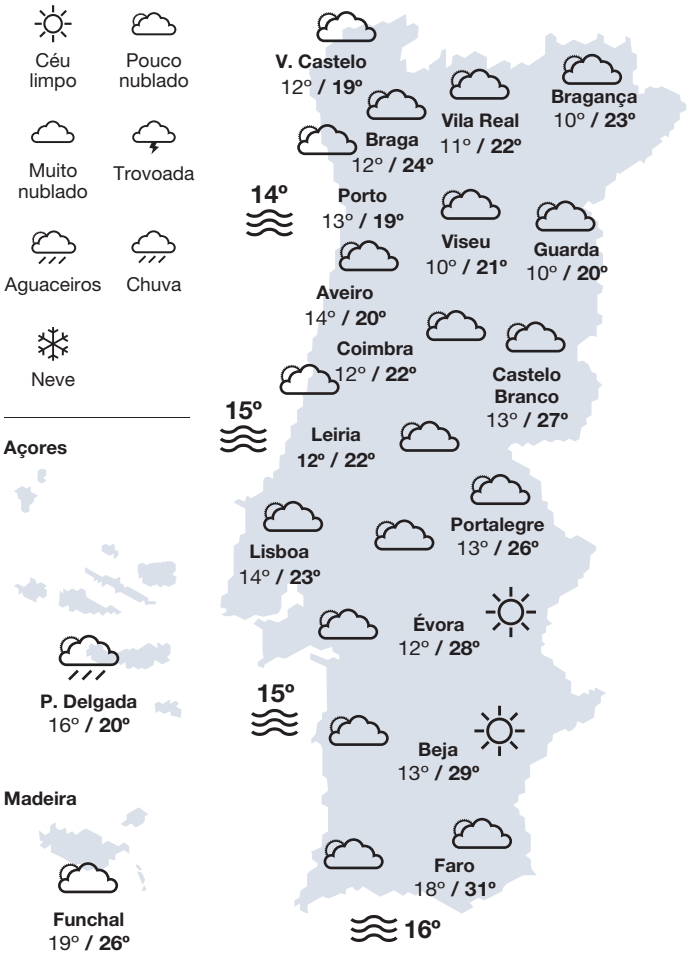 Céu
limpo
Pouco
nublado
Muito
nublado
Trovoada
Aguaceiros
Chuva
Neve
V. Castelo
12º / 19º
Braga
12º / 24º
Vila Real
11º / 22º
Bragança
10º / 23º
14º
Porto
13º / 19º
Viseu
10º / 21º
Guarda
10º / 20º
Aveiro
14º / 20º
Coimbra
12º / 22º
Castelo
Branco
13º / 27º
15º
Leiria
12º / 22º
Portalegre
13º / 26º
Lisboa
14º / 23º
Évora
12º / 28º
15º
Beja
13º / 29º
Faro
18º / 31º
16º
Açores
P. Delgada
16º / 20º
Madeira
Funchal
19º / 26º